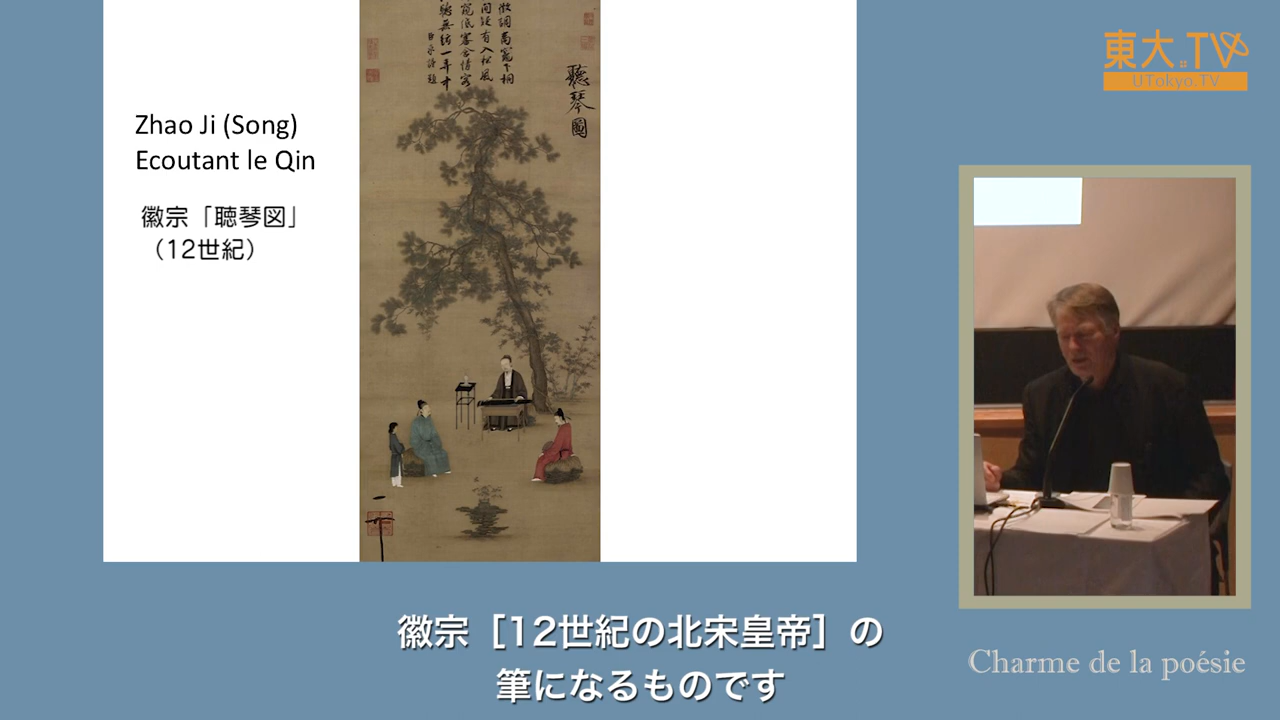 東大.TV
UTokyo.TV
Zhao Ji (Song)
Ecoutant le Qin
徽宗「聴琴図」
（12世紀）
聽琴圖
徽宗［12世紀の北宋皇帝］の
筆になるものです
Charme de la poésie